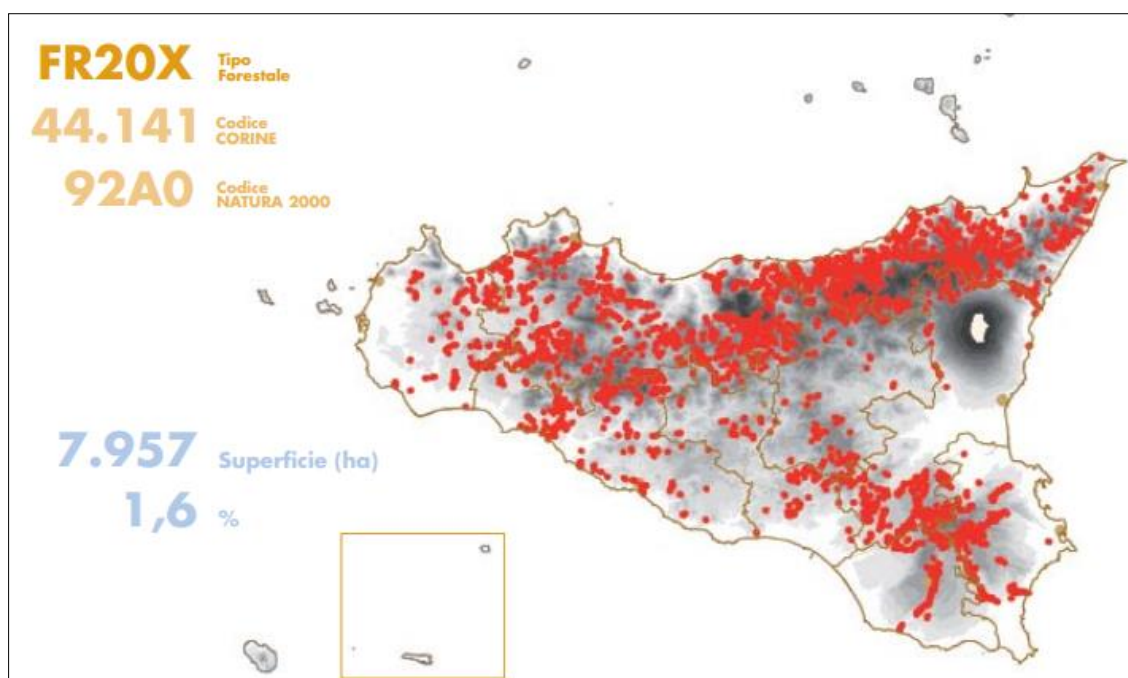 FR20X Tipo
Forestale
44.141 Codice
CORINE
92A0 Codice
NATURA 2000
7.957 Superficie (ha)
1,6 %